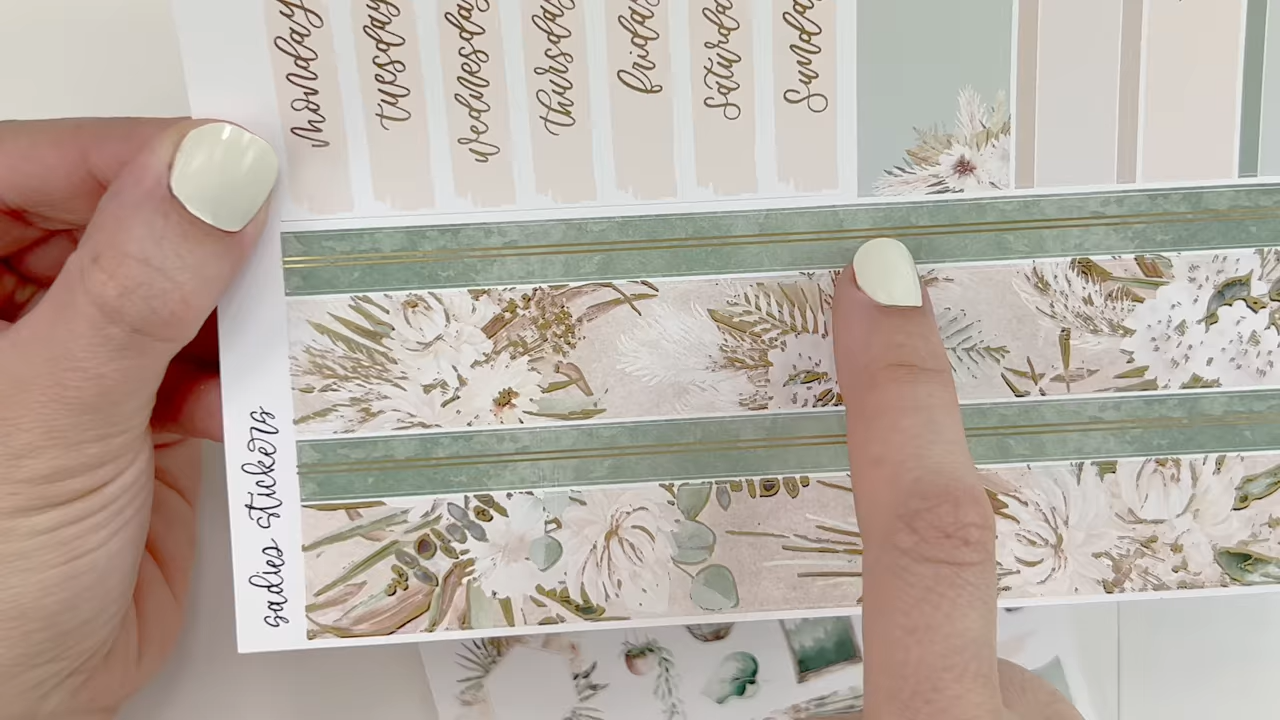 monday
tuesday
wednesday
thursday
friday
saturday
sunday
sadies stickers